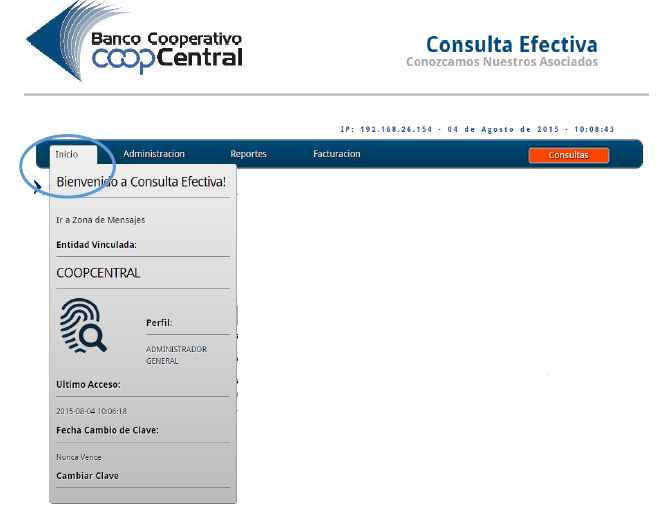 Banco Cooperativo
coopCentral
Consulta Efectiva
Conozcamos Nuestros Asociados
IP: 192.168.26.154 - 04 de Agosto de 2015 - 10:08:43
Inicio Administracion Reportes Facturacion Consultas
Bienvenido a Consulta Efectiva!
Ir a Zona de Mensajes
Entidad Vinculada:
COOPCENTRAL
Perfil:
ADMINISTRADOR
GENERAL
Ultimo Acceso:
2015-08-04 10:06:18
Fecha Cambio de Clave:
Nunca Vence
Cambiar Clave